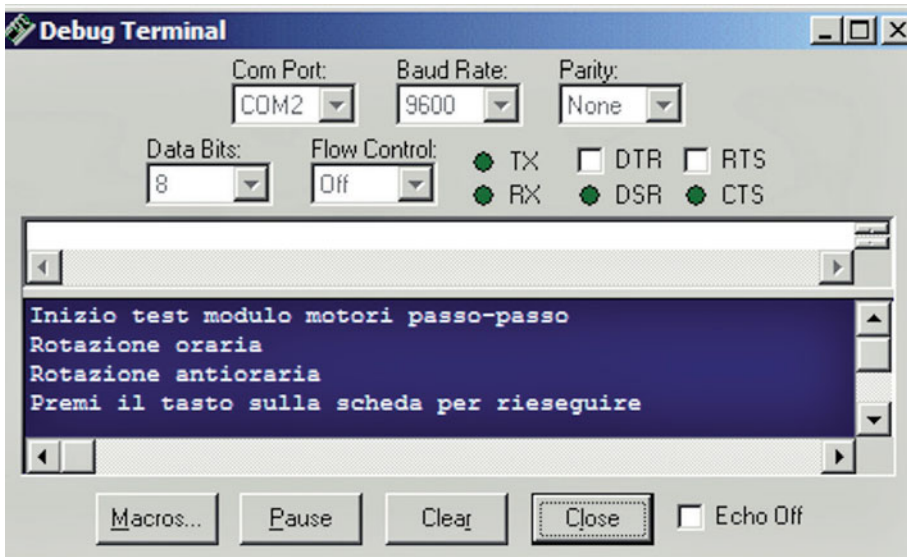 Debug Terminal
Com Port: Baud Rate: Parity:
COM2 9600 None
Data Bits: Flow Control: TX DTR RTS
8 Off RX DSR CTS
Inizio test modulo motori passo-passo
Rotazione oraria
Rotazione antioraria
Premi il tasto sulla scheda per rieseguire
Macros... Pause Clear Close Echo Off